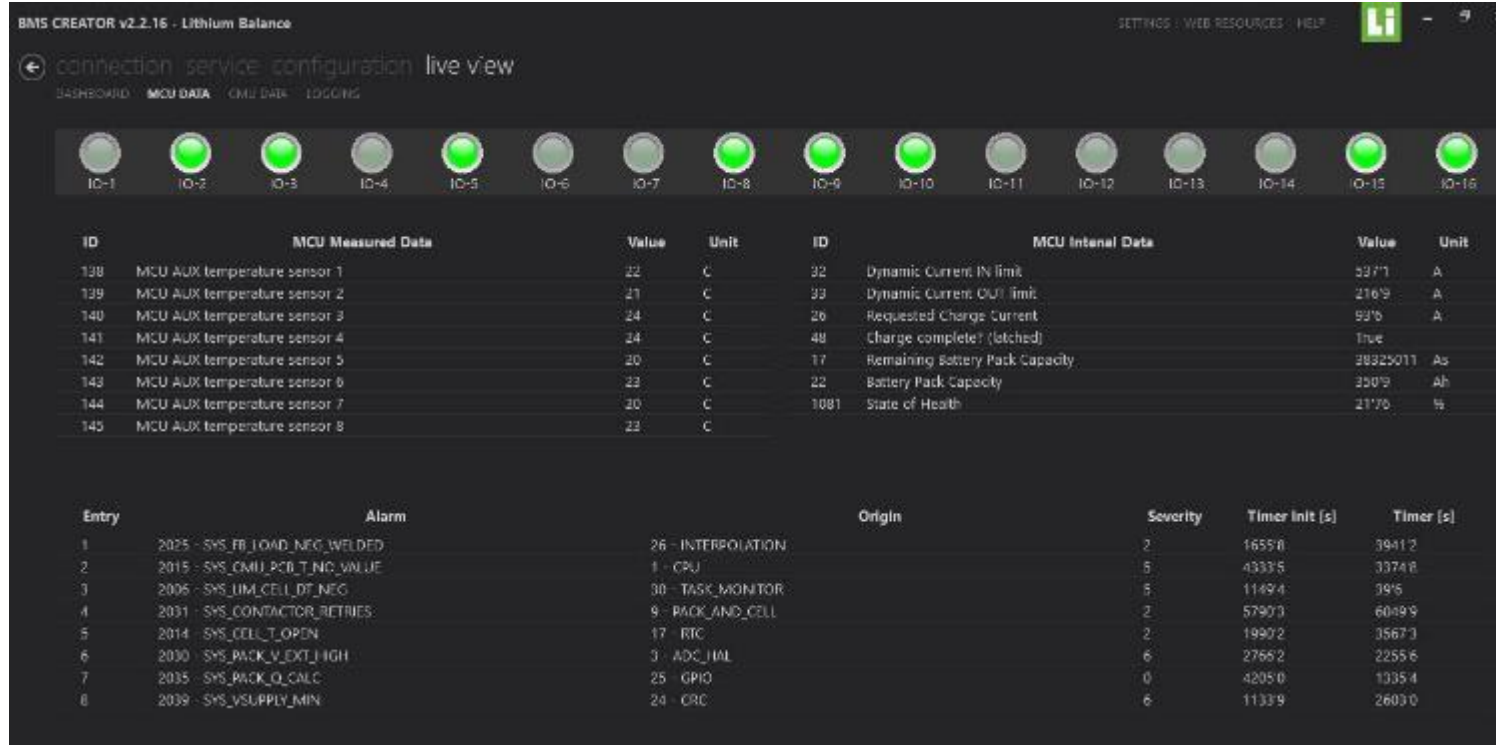 BMS CREATOR v2.2.16 - Lithium Balance SETTINGS | WEB RESOURCES | HELP Li
connection service configuration live view
DASHBOARD MCU DATA CMU DATA LOGGING
IO-1 IO-2 IO-3 IO-4 IO-5 IO-6 IO-7 IO-8 IO-9 IO-10 IO-11 IO-12 IO-13 IO-14 IO-15 IO-16
ID MCU Measured Data Value Unit ID MCU Intenal Data Value Unit
138 MCU AUX temperature sensor 1 22 C 32 Dynamic Current IN limit 537'1 A
139 MCU AUX temperature sensor 2 21 C 33 Dynamic Current OUT limit 216'9 A
140 MCU AUX temperature sensor 3 24 C 26 Requested Charge Current 93'6 A
141 MCU AUX temperature sensor 4 24 C 48 Charge complete? (latched) True
142 MCU AUX temperature sensor 5 20 C 17 Remaining Battery Pack Capacity 38325011 As
143 MCU AUX temperature sensor 6 23 C 22 Battery Pack Capacity 350'9 Ah
144 MCU AUX temperature sensor 7 20 C 1081 State of Health 21'76 %
145 MCU AUX temperature sensor 8 23 C
Entry Alarm Origin Severity Timer Init [s] Timer [s]
1 2025 - SYS_FB_LOAD_NEG_WELDED 26 - INTERPOLATION 2 1655'8 3941'2
2 2015 - SYS_CMU_PCB_T_NO_VALUE 1 - CPU 5 4333'5 3374'8
3 2006 - SYS_LIM_CELL_DT_NEG 30 - TASK_MONITOR 5 1149'4 39'6
4 2031 - SYS_CONTACTOR_RETRIES 9 - PACK_AND_CELL 2 5790'3 6049'9
5 2014 - SYS_CELL_T_OPEN 17 - RTC 2 1990'2 3567'3
6 2030 - SYS_PACK_V_EXT_HIGH 3 - ADC_HAL 6 2766'2 2255'6
7 2035 - SYS_PACK_Q_CALC 25 - GPIO 0 4205'0 1335'4
8 2039 - SYS_VSUPPLY_MIN 24 - CRC 6 1133'9 2603'0